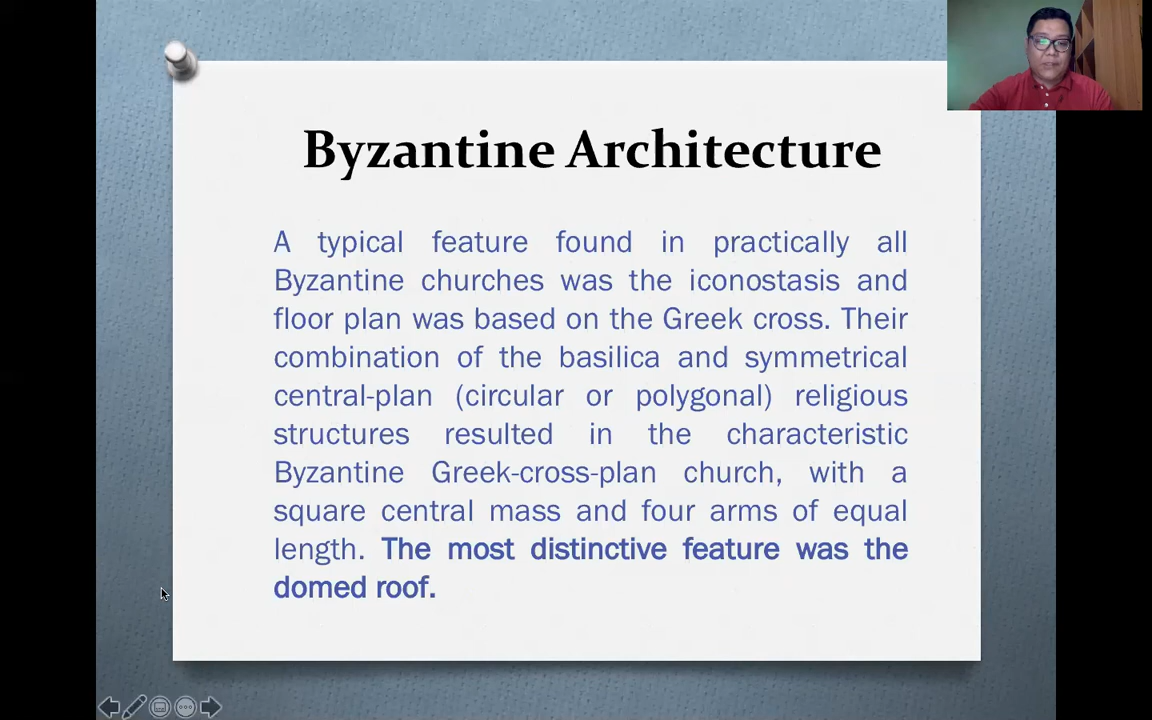 Byzantine Architecture
A typical feature found in practically all
Byzantine churches was the iconostasis and
floor plan was based on the Greek cross. Their
combination of the basilica and symmetrical
central-plan (circular or polygonal) religious
structures resulted in the characteristic
Byzantine Greek-cross-plan church, with a
square central mass and four arms of equal
length. The most distinctive feature was the
domed roof.